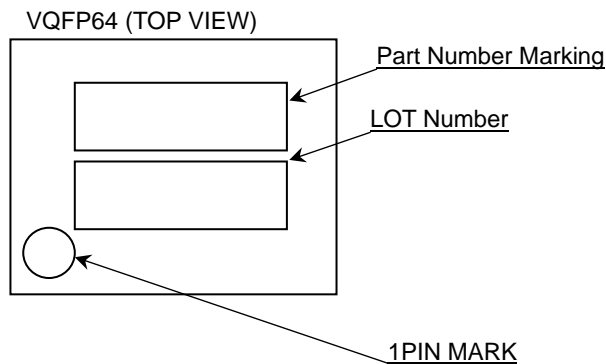 VQFP64 (TOP VIEW)
Part Number Marking
LOT Number
1PIN MARK